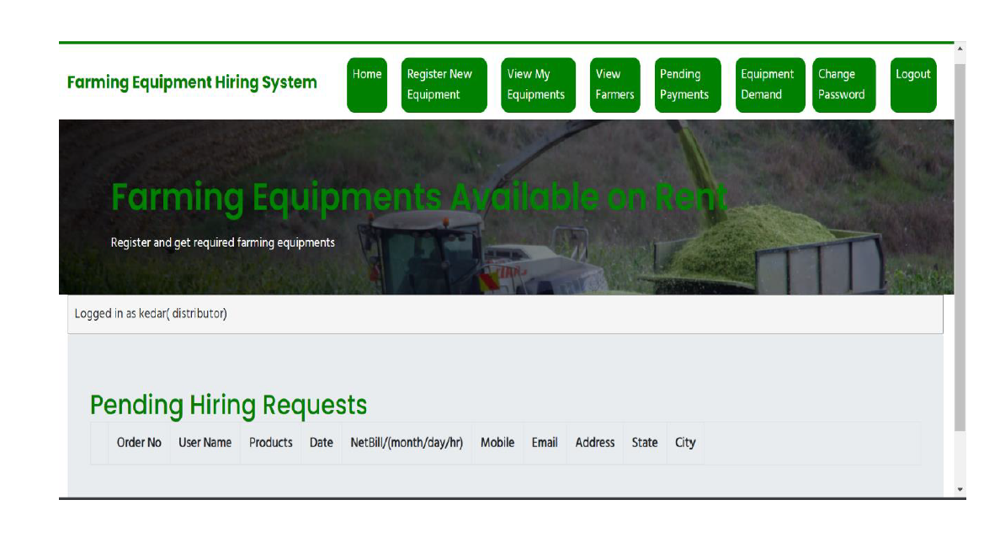 Farming Equipment Hiring System
Home
Register New
Equipment
View My
Equipments
View
Farmers
Pending
Payments
Equipment
Demand
Change
Password
Logout
Farming Equipments Available on Rent
Register and get required farming equipments
Logged in as kedar( distributor)
Pending Hiring Requests
Order No User Name Products Date NetBill/(month/day/hr) Mobile Email Address State City